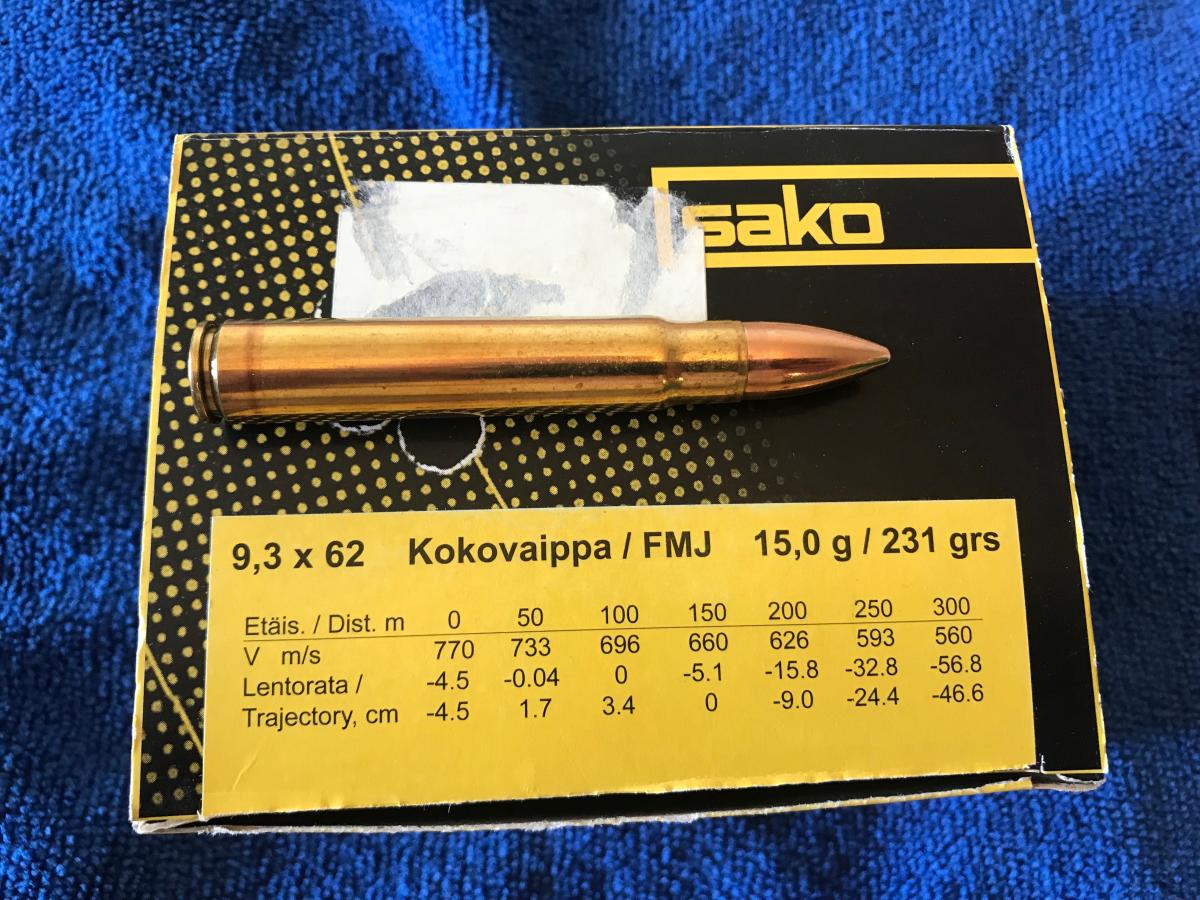 sako
9,3 x 62 Kokovaippa / FMJ 15,0 g / 231 grs
Etäis. / Dist. m 0 50 100 150 200 250 300
V m/s 770 733 696 660 626 593 560
Lentorata / -4.5 -0.04 0 -5.1 -15.8 -32.8 -56.8
Trajectory, cm -4.5 1.7 3.4 0 -9.0 -24.4 -46.6